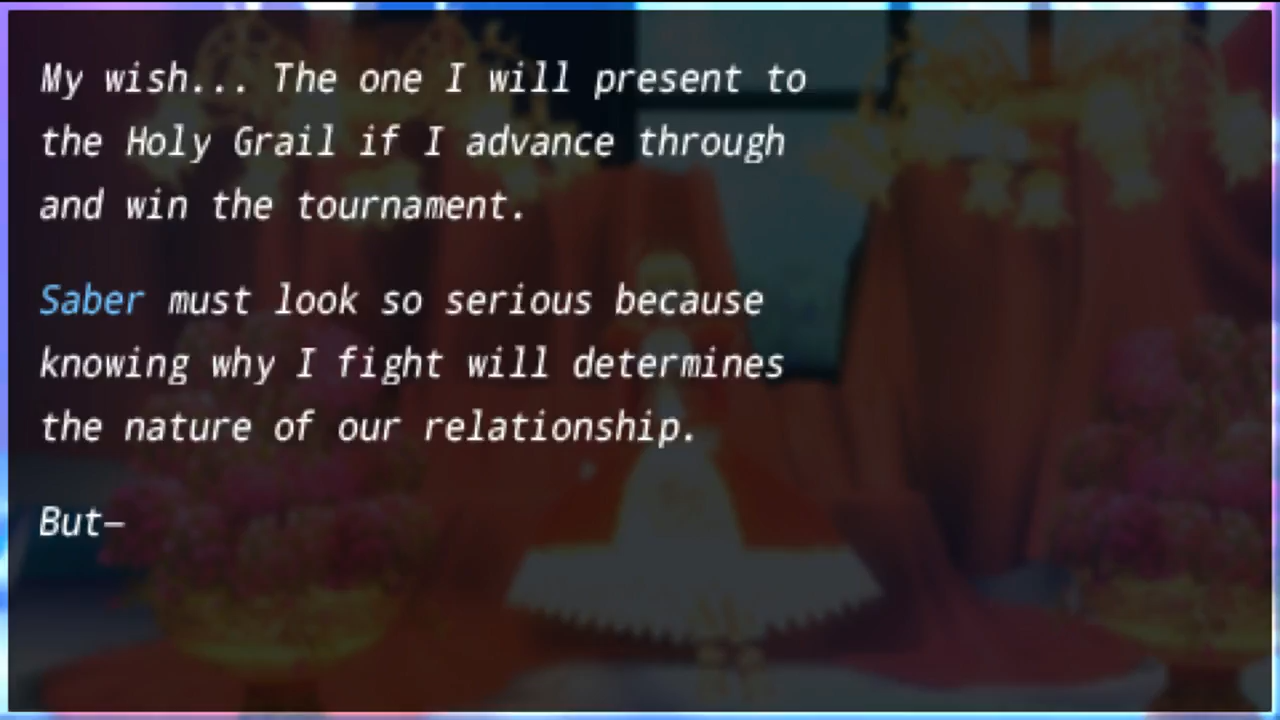 My wish... The one I will present to
the Holy Grail if I advance through
and win the tournament.
Saber must look so serious because
knowing why I fight will determines
the nature of our relationship.
But—